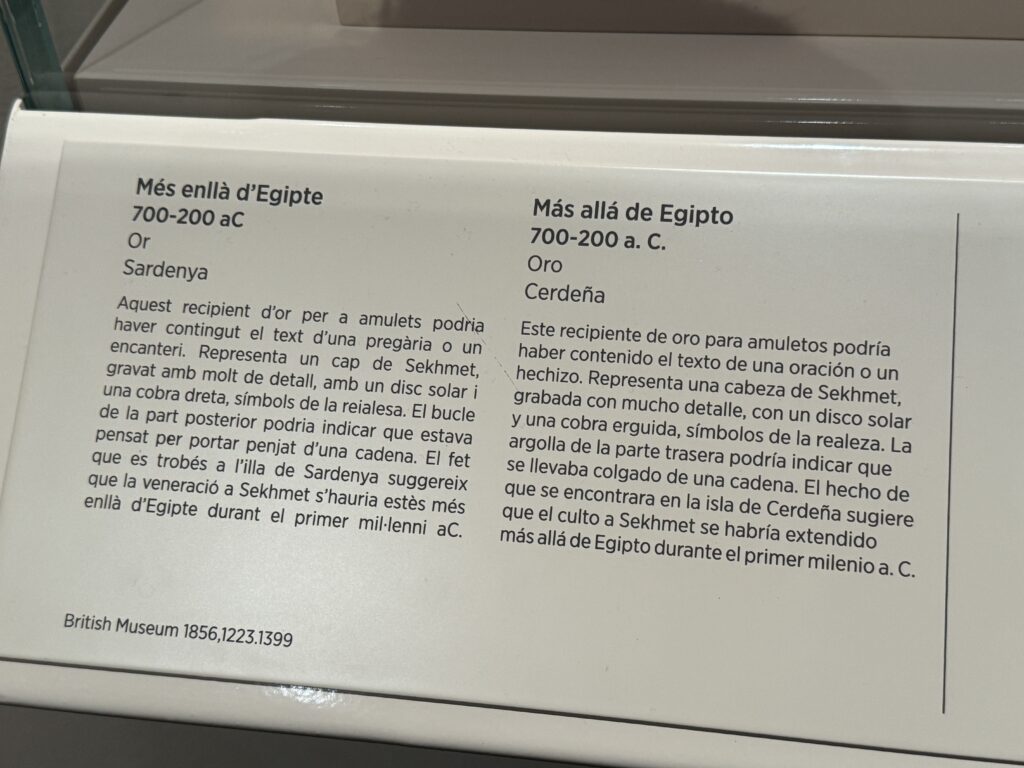 Més enllà d'Egipte
700-200 aC
Or
Sardenya
Aquest recipient d'or per a amulets podria
haver contingut el text d'una pregària o un
encanteri. Representa un cap de Sekhmet,
gravat amb molt de detall, amb un disc solar i
una cobra dreta, símbols de la reialesa. El bucle
de la part posterior podria indicar que estava
pensat per portar penjat d'una cadena. El fet
que es trobés a l'illa de Sardenya suggereix
que la veneració a Sekhmet s'hauria estès més
enllà d'Egipte durant el primer mil·lenni aC.
British Museum 1856,1223.1399
Más allá de Egipto
700-200 a. C.
Oro
Cerdeña
Este recipiente de oro para amuletos podría
haber contenido el texto de una oración o un
hechizo. Representa una cabeza de Sekhmet,
grabada con mucho detalle, con un disco solar
y una cobra erguida, símbolos de la realeza. La
argolla de la parte trasera podría indicar que
se llevaba colgado de una cadena. El hecho de
que se encontrara en la isla de Cerdeña sugiere
que el culto a Sekhmet se habría extendido
más allá de Egipto durante el primer milenio a. C.